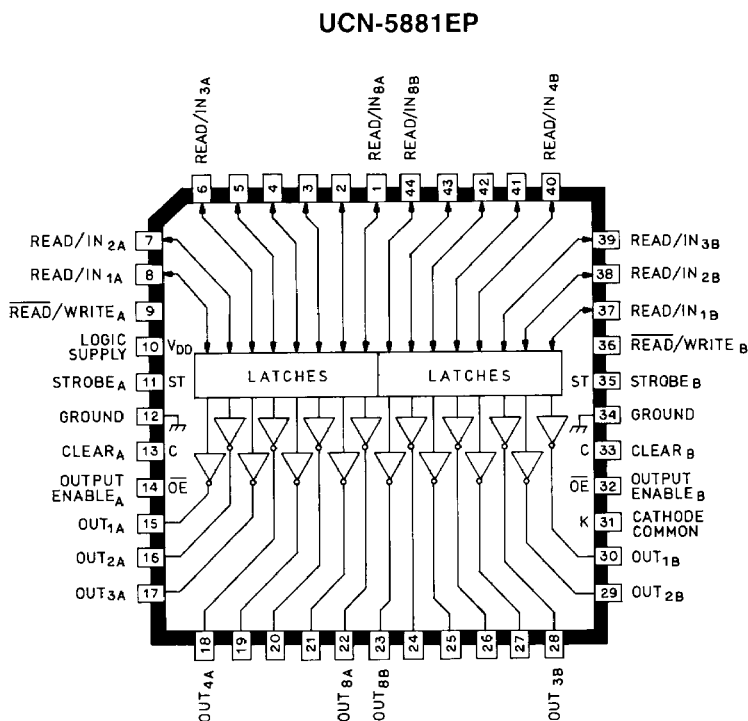 UCN-5881EP
READ/IN3A
READ/IN8A
READ/IN8B
READ/IN4B
6 5 4 3 2 1 44 43 42 41 40
READ/IN2A 7
39 READ/IN3B
READ/IN1A 8
38 READ/IN2B
37 READ/IN1B
READ/WRITEA 9
36 READ/WRITEB
LOGIC
SUPPLY 10 VDD
STROBEA 11 ST
LATCHES
LATCHES
ST 35 STROBEB
GROUND 12
34 GROUND
CLEARA 13 C
C 33 CLEARB
OUTPUT
ENABLEA 14 OE
OE 32 OUTPUT
ENABLEB
OUT1A 15
K 31 CATHODE
COMMON
OUT2A 16
30 OUT1B
OUT3A 17
29 OUT2B
18 19 20 21 22 23 24 25 26 27 28
OUT4A
OUT8A
OUT8B
OUT3B